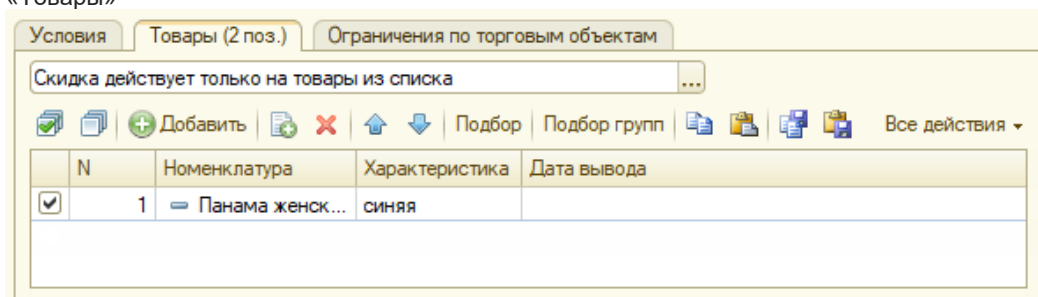 «Товары»
Условия Товары (2 поз.) Ограничения по торговым объектам
Скидка действует только на товары из списка ...
Добавить Подбор Подбор групп Все действия
N Номенклатура Характеристика Дата вывода
1 Панама женск... синяя